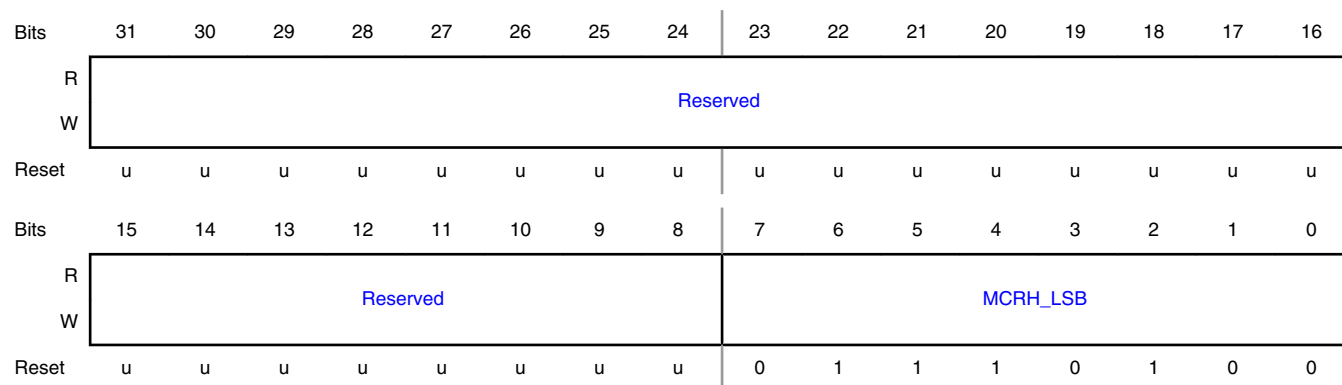 Bits 31 30 29 28 27 26 25 24 23 22 21 20 19 18 17 16
R
Reserved
W
Reset u u u u u u u u u u u u u u u u
Bits 15 14 13 12 11 10 9 8 7 6 5 4 3 2 1 0
R
Reserved MCRH_LSB
W
Reset u u u u u u u u 0 1 1 1 0 1 0 0